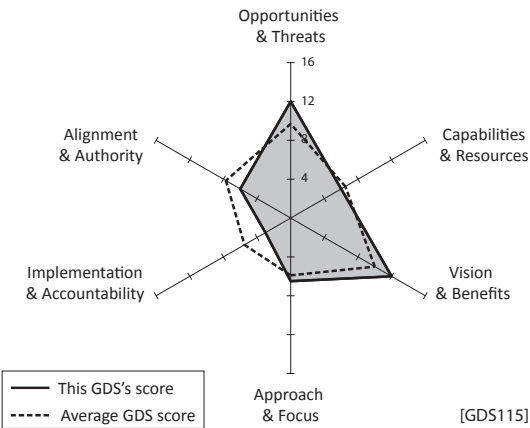 Opportunities
& Threats
16
12
8
4
Alignment
& Authority
Capabilities
& Resources
Implementation
& Accountability
Vision
& Benefits
This GDS's score
Average GDS score
Approach
& Focus
[GDS115]